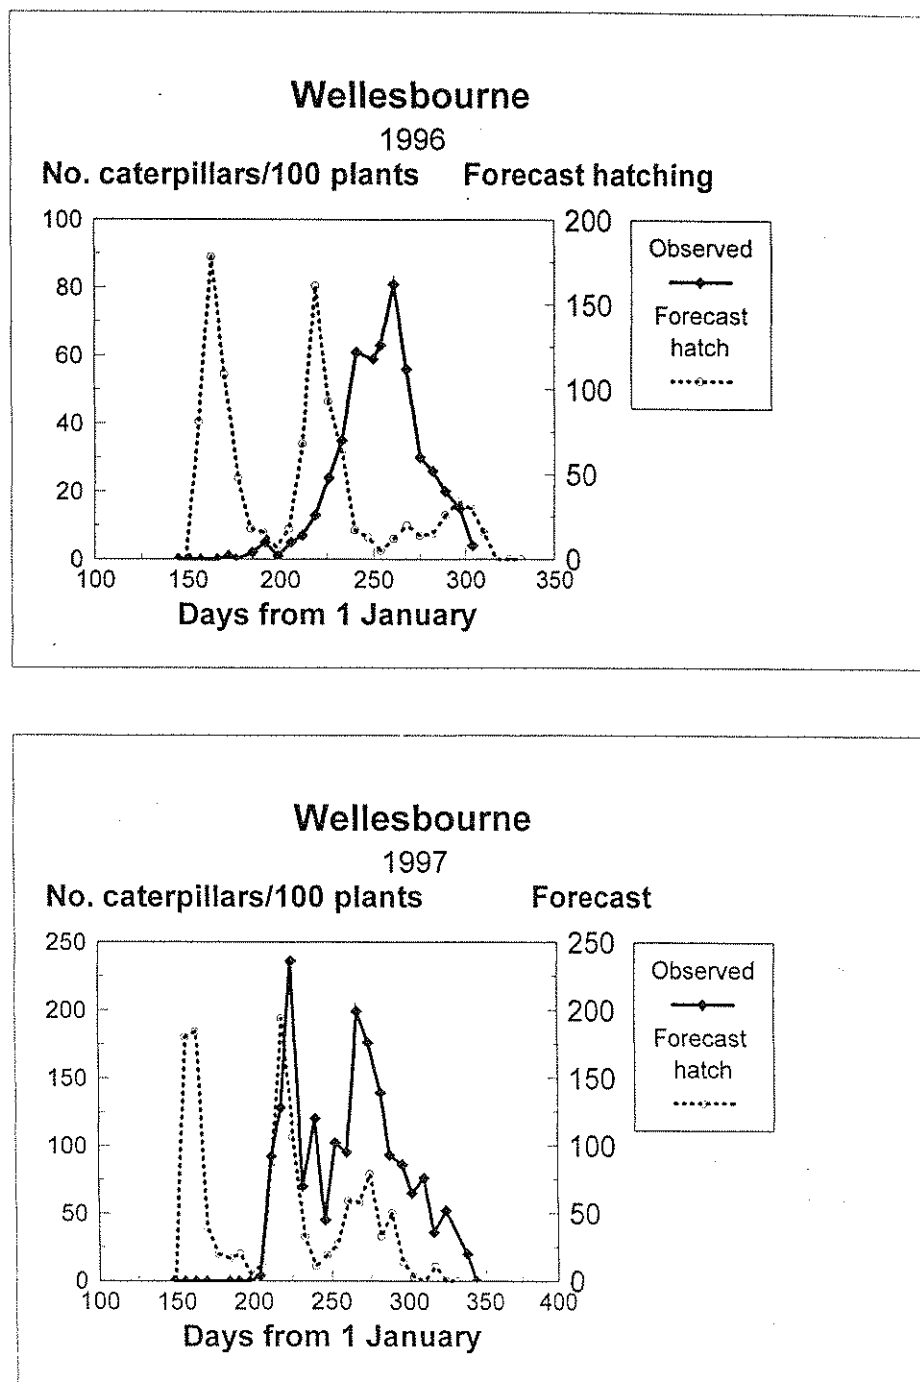 Wellesbourne
1996
No. caterpillars/100 plants Forecast hatching
100
80
60
40
20
0
200
150
100
50
0
100 150 200 250 300 350
Days from 1 January
Observed
Forecast
hatch
Wellesbourne
1997
No. caterpillars/100 plants Forecast
250
200
150
100
50
0
250
200
150
100
50
0
100 150 200 250 300 350 400
Days from 1 January
Observed
Forecast
hatch